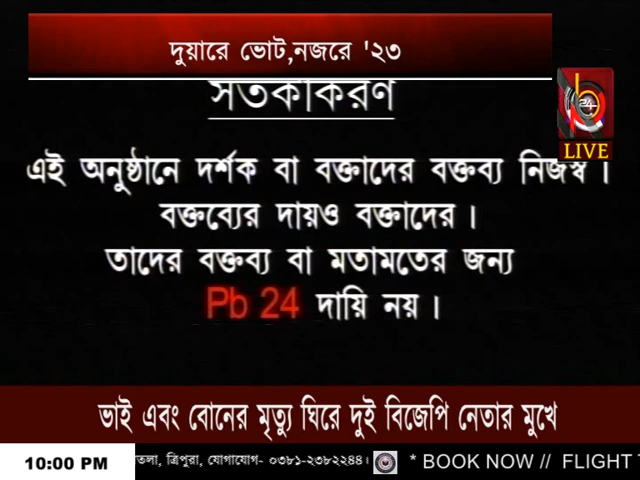 দুয়ারে ভোট,নজরে '২৩
সতর্কীকরণ
24
LIVE
এই অনুষ্ঠানে দর্শক বা বক্তাদের বক্তব্য নিজস্ব ।
বক্তব্যের দায়ও বক্তাদের ।
তাদের বক্তব্য বা মতামতের জন্য
Pb 24 দায়ি নয় ।
ভাই এবং বোনের মৃত্যু ঘিরে দুই বিজেপি নেতার মুখে
10:00 PM
তলা, ত্রিপুরা, যোগাযোগ- ০৩৮১-২৩৮২২৪৪। * BOOK NOW // FLIGHT